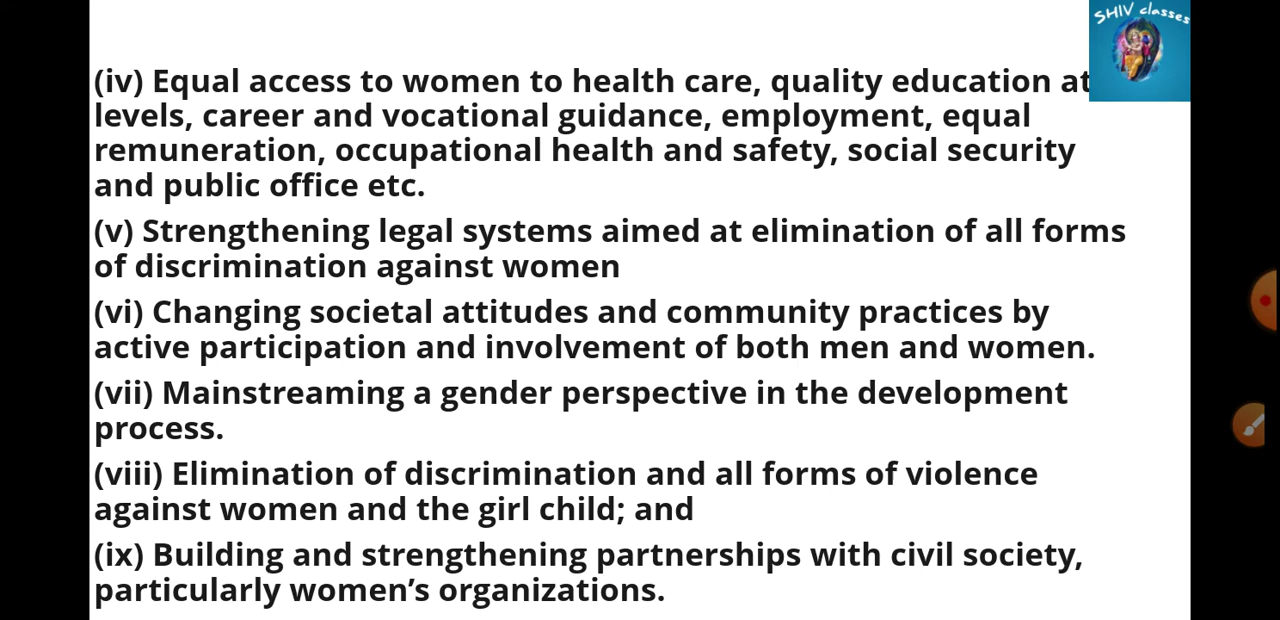 SHIV classes
(iv) Equal access to women to health care, quality education at
levels, career and vocational guidance, employment, equal
remuneration, occupational health and safety, social security
and public office etc.
(v) Strengthening legal systems aimed at elimination of all forms
of discrimination against women
(vi) Changing societal attitudes and community practices by
active participation and involvement of both men and women.
(vii) Mainstreaming a gender perspective in the development
process.
(viii) Elimination of discrimination and all forms of violence
against women and the girl child; and
(ix) Building and strengthening partnerships with civil society,
particularly women’s organizations.